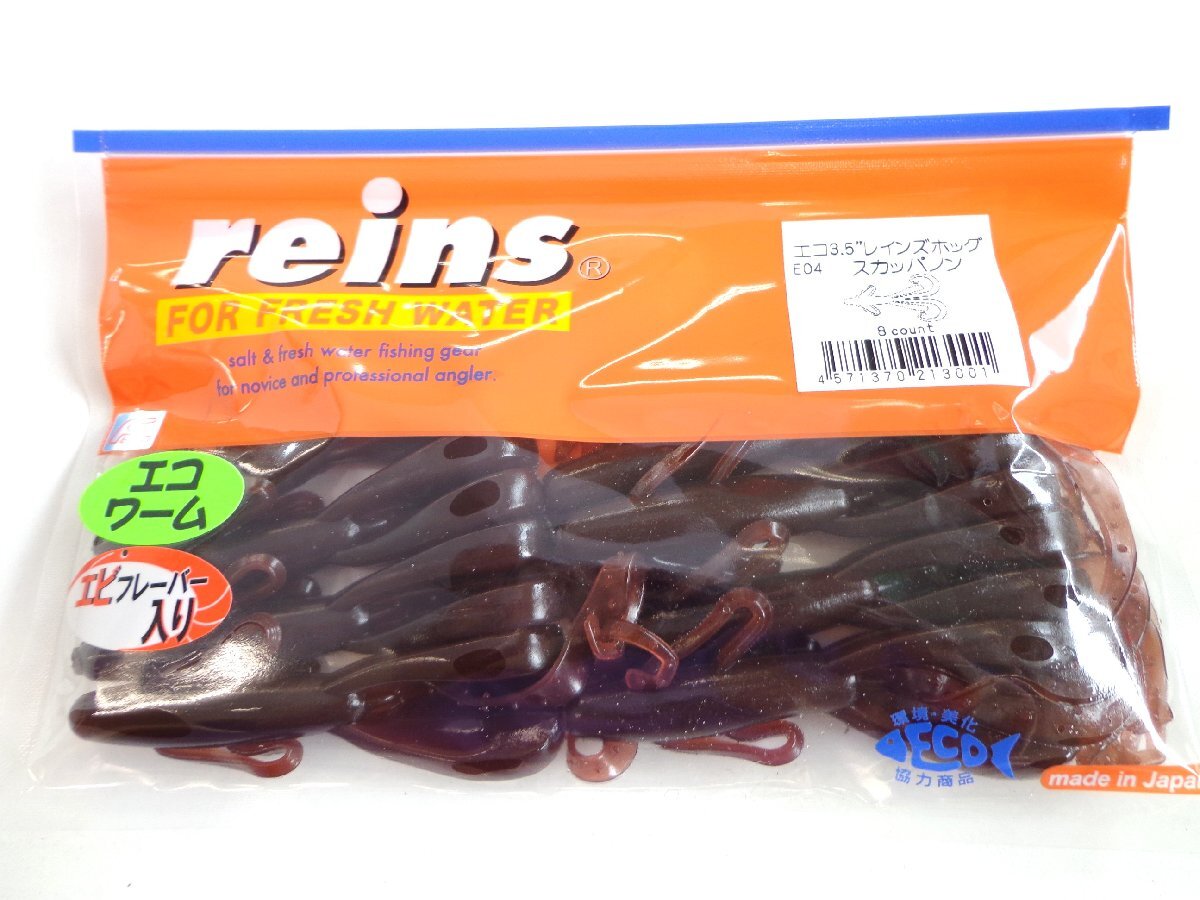 reins®
FOR FRESH WATER
salt & fresh water fishing gear
for novice and professional angler.
エコ3.5"レインズホッグ
E04 スカッパノン
8 count
4 571370 213001
エコ
ワーム
エビフレーバー
入り
環境・美化
ECO
協力商品
made in Japan